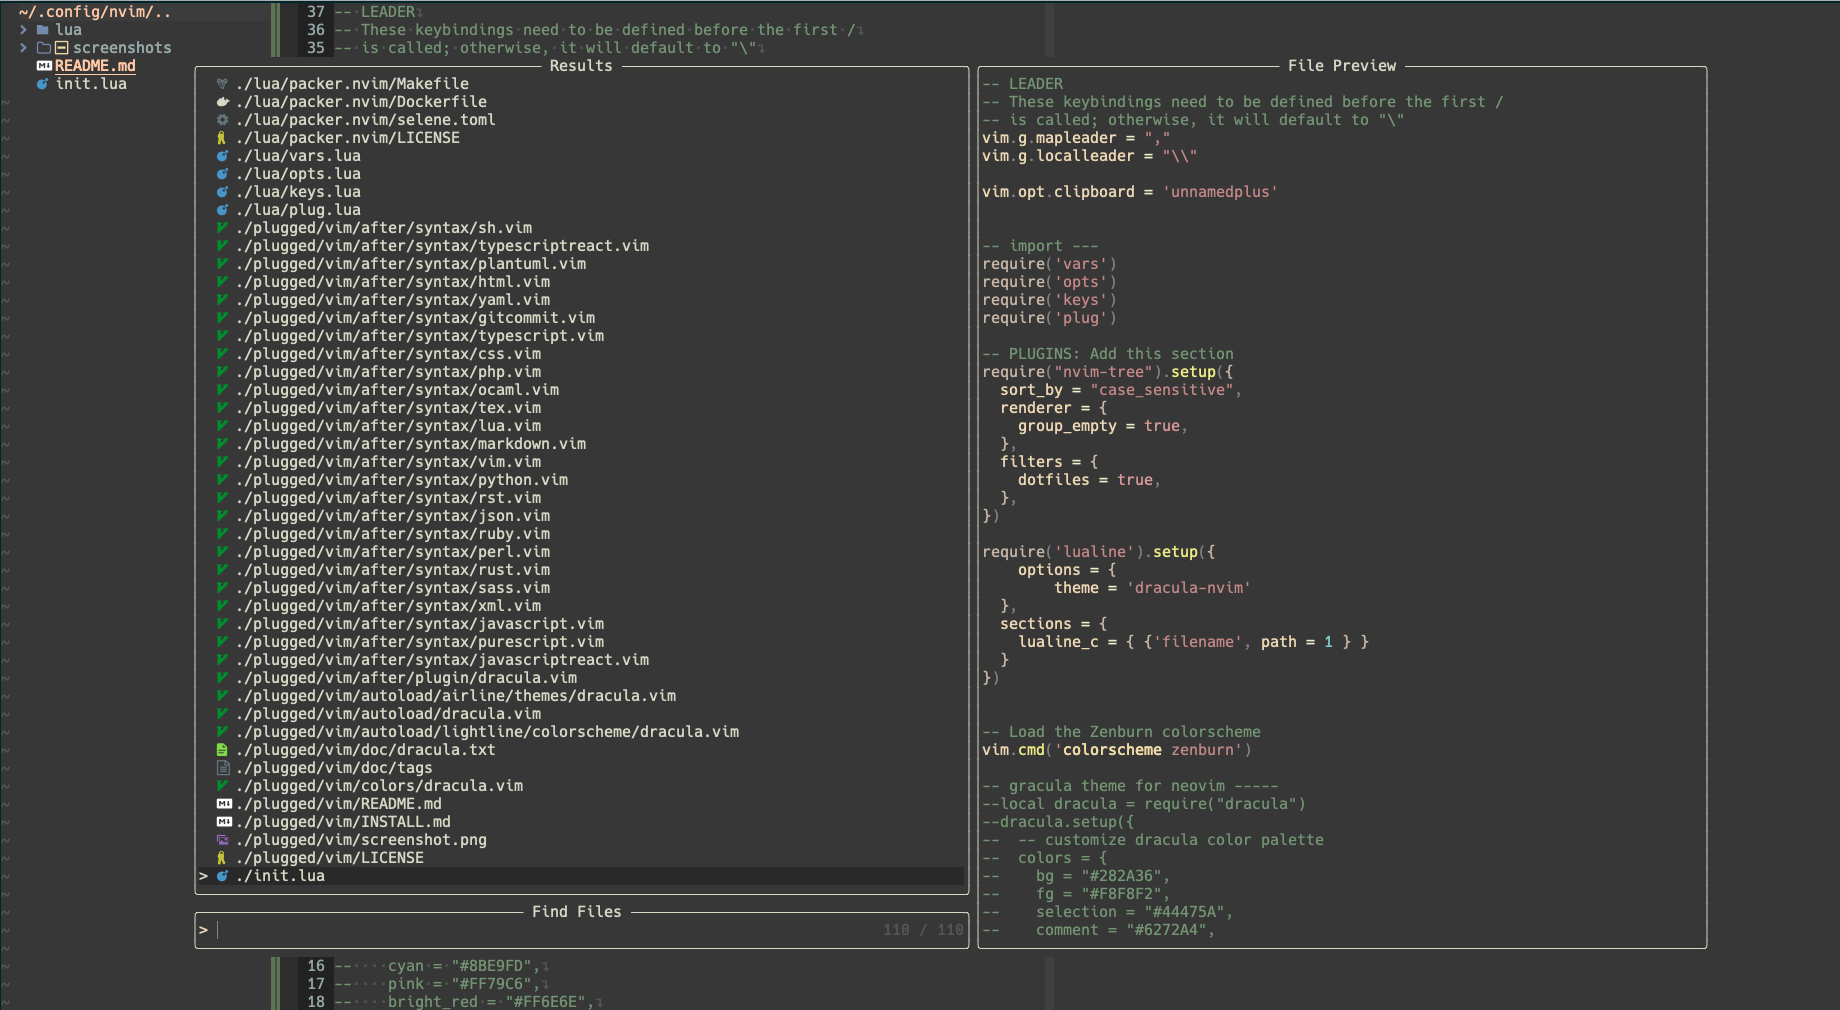 ~/.config/nvim/..
lua
screenshots
README.md
init.lua
37 -- LEADER
36 -- These keybindings need to be defined before the first /
35 -- is called; otherwise, it will default to "\"
Results
./lua/packer.nvim/Makefile
./lua/packer.nvim/Dockerfile
./lua/packer.nvim/selene.toml
./lua/packer.nvim/LICENSE
./lua/vars.lua
./lua/opts.lua
./lua/keys.lua
./lua/plug.lua
./plugged/vim/after/syntax/sh.vim
./plugged/vim/after/syntax/typescriptreact.vim
./plugged/vim/after/syntax/plantuml.vim
./plugged/vim/after/syntax/html.vim
./plugged/vim/after/syntax/yaml.vim
./plugged/vim/after/syntax/gitcommit.vim
./plugged/vim/after/syntax/typescript.vim
./plugged/vim/after/syntax/css.vim
./plugged/vim/after/syntax/php.vim
./plugged/vim/after/syntax/ocaml.vim
./plugged/vim/after/syntax/tex.vim
./plugged/vim/after/syntax/lua.vim
./plugged/vim/after/syntax/markdown.vim
./plugged/vim/after/syntax/vim.vim
./plugged/vim/after/syntax/python.vim
./plugged/vim/after/syntax/rst.vim
./plugged/vim/after/syntax/json.vim
./plugged/vim/after/syntax/ruby.vim
./plugged/vim/after/syntax/perl.vim
./plugged/vim/after/syntax/rust.vim
./plugged/vim/after/syntax/sass.vim
./plugged/vim/after/syntax/xml.vim
./plugged/vim/after/syntax/javascript.vim
./plugged/vim/after/syntax/purescript.vim
./plugged/vim/after/syntax/javascriptreact.vim
./plugged/vim/after/plugin/dracula.vim
./plugged/vim/autoload/airline/themes/dracula.vim
./plugged/vim/autoload/dracula.vim
./plugged/vim/autoload/lightline/colorscheme/dracula.vim
./plugged/vim/doc/dracula.txt
./plugged/vim/doc/tags
./plugged/vim/colors/dracula.vim
./plugged/vim/README.md
./plugged/vim/INSTALL.md
./plugged/vim/screenshot.png
./plugged/vim/LICENSE
> ./init.lua
Find Files
> 110 / 110
File Preview
-- LEADER
-- These keybindings need to be defined before the first /
-- is called; otherwise, it will default to "\"
vim.g.mapleader = ","
vim.g.localleader = "\\"
vim.opt.clipboard = 'unnamedplus'
-- import ---
require('vars')
require('opts')
require('keys')
require('plug')
-- PLUGINS: Add this section
require("nvim-tree").setup({
  sort_by = "case_sensitive",
  renderer = {
    group_empty = true,
  },
  filters = {
    dotfiles = true,
  },
})
require('lualine').setup({
    options = {
        theme = 'dracula-nvim'
  },
  sections = {
    lualine_c = { {'filename', path = 1 } }
  }
})
-- Load the Zenburn colorscheme
vim.cmd('colorscheme zenburn')
-- gracula theme for neovim -----
--local dracula = require("dracula")
--dracula.setup({
--  -- customize dracula color palette
--  colors = {
--    bg = "#282A36",
--    fg = "#F8F8F2",
--    selection = "#44475A",
--    comment = "#6272A4",
16 --    cyan = "#8BE9FD",
17 --    pink = "#FF79C6",
18 --    bright_red = "#FF6E6E",